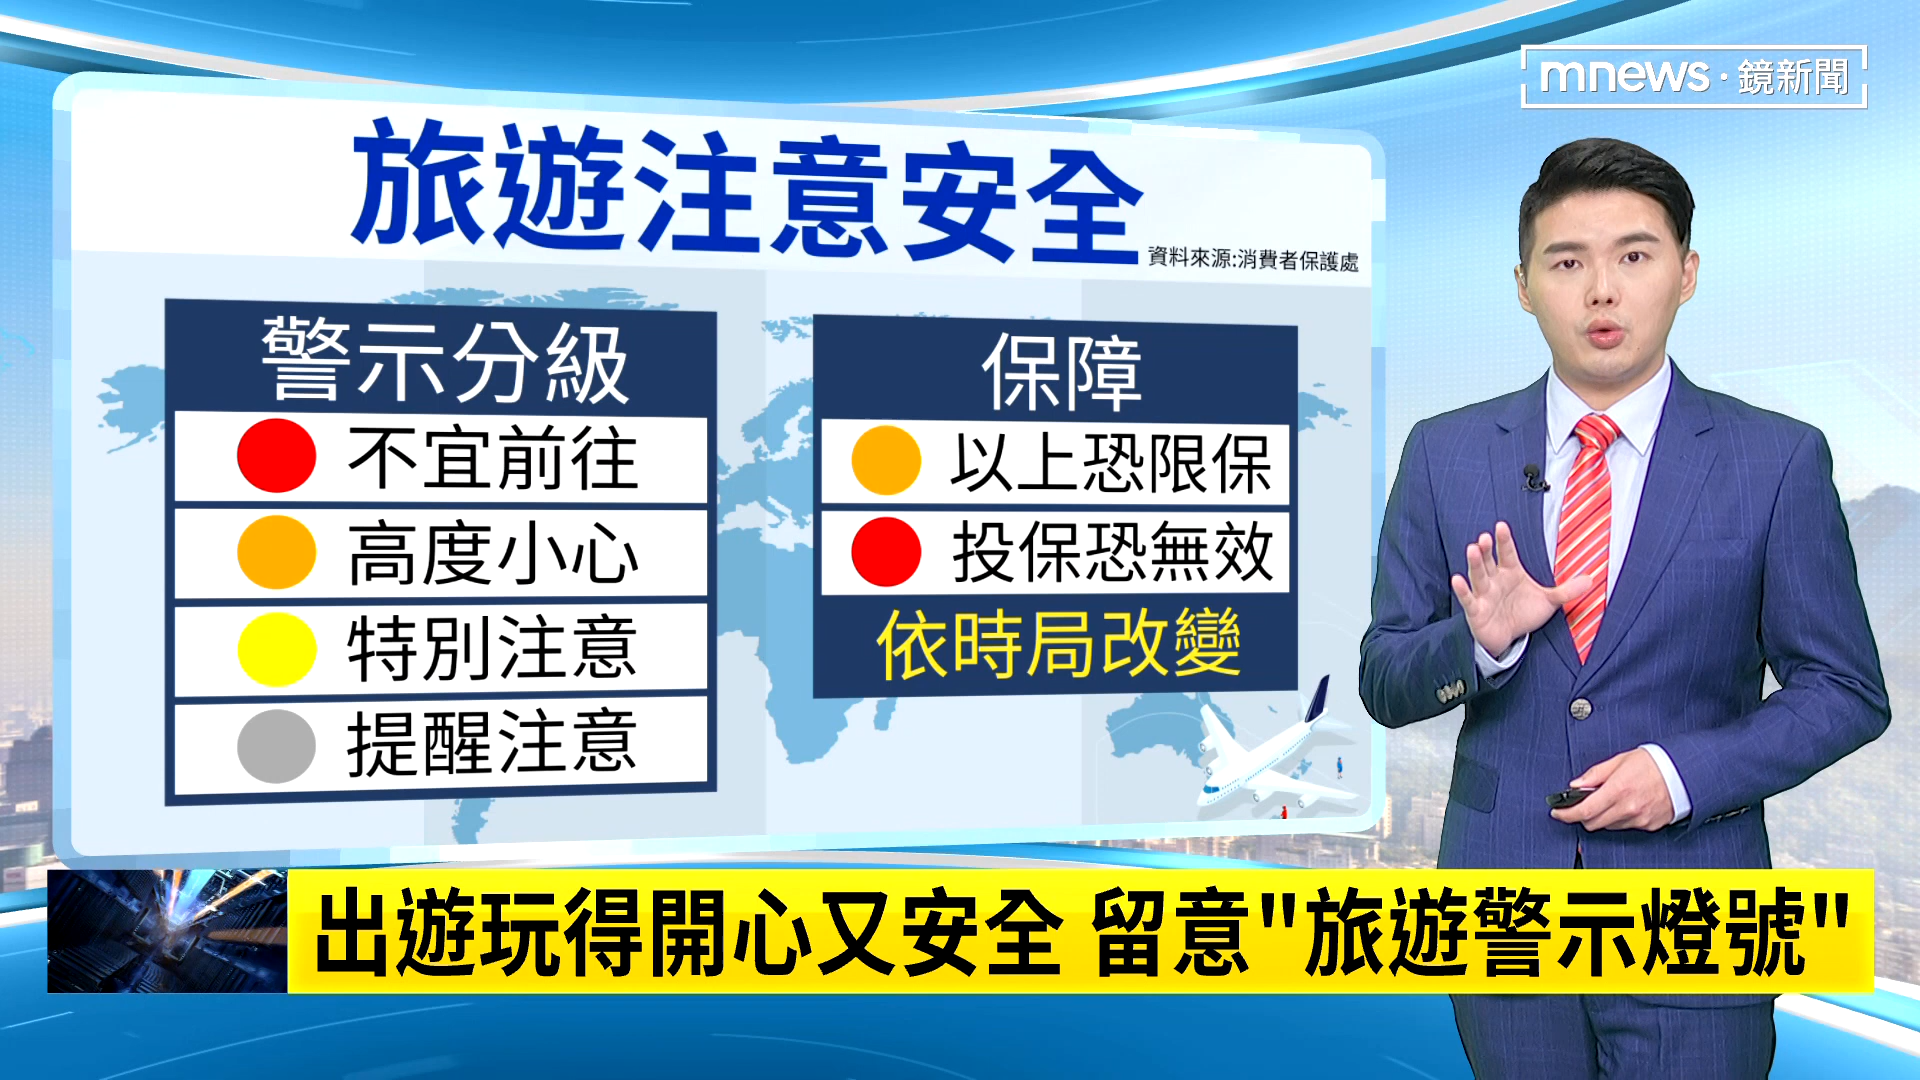 mnews·鏡新聞
旅遊注意安全
資料來源:消費者保護處
警示分級
不宜前往
高度小心
特別注意
提醒注意
保障
以上恐限保
投保恐無效
依時局改變
出遊玩得開心又安全 留意"旅遊警示燈號"